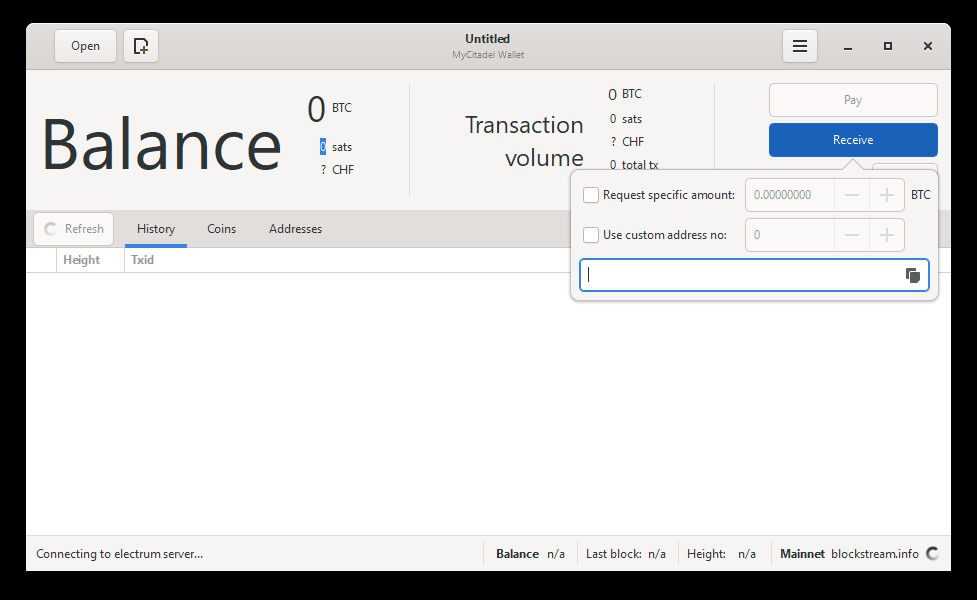 Open
Untitled
MyCitadel Wallet
Balance
0 BTC
0 sats
? CHF
Transaction
volume
0 BTC
0 sats
? CHF
0 total tx
Pay
Receive
Request specific amount: 0.00000000 BTC
Use custom address no: 0
Refresh History Coins Addresses
Height Txid
Connecting to electrum server... Balance n/a Last block: n/a Height: n/a Mainnet blockstream.info